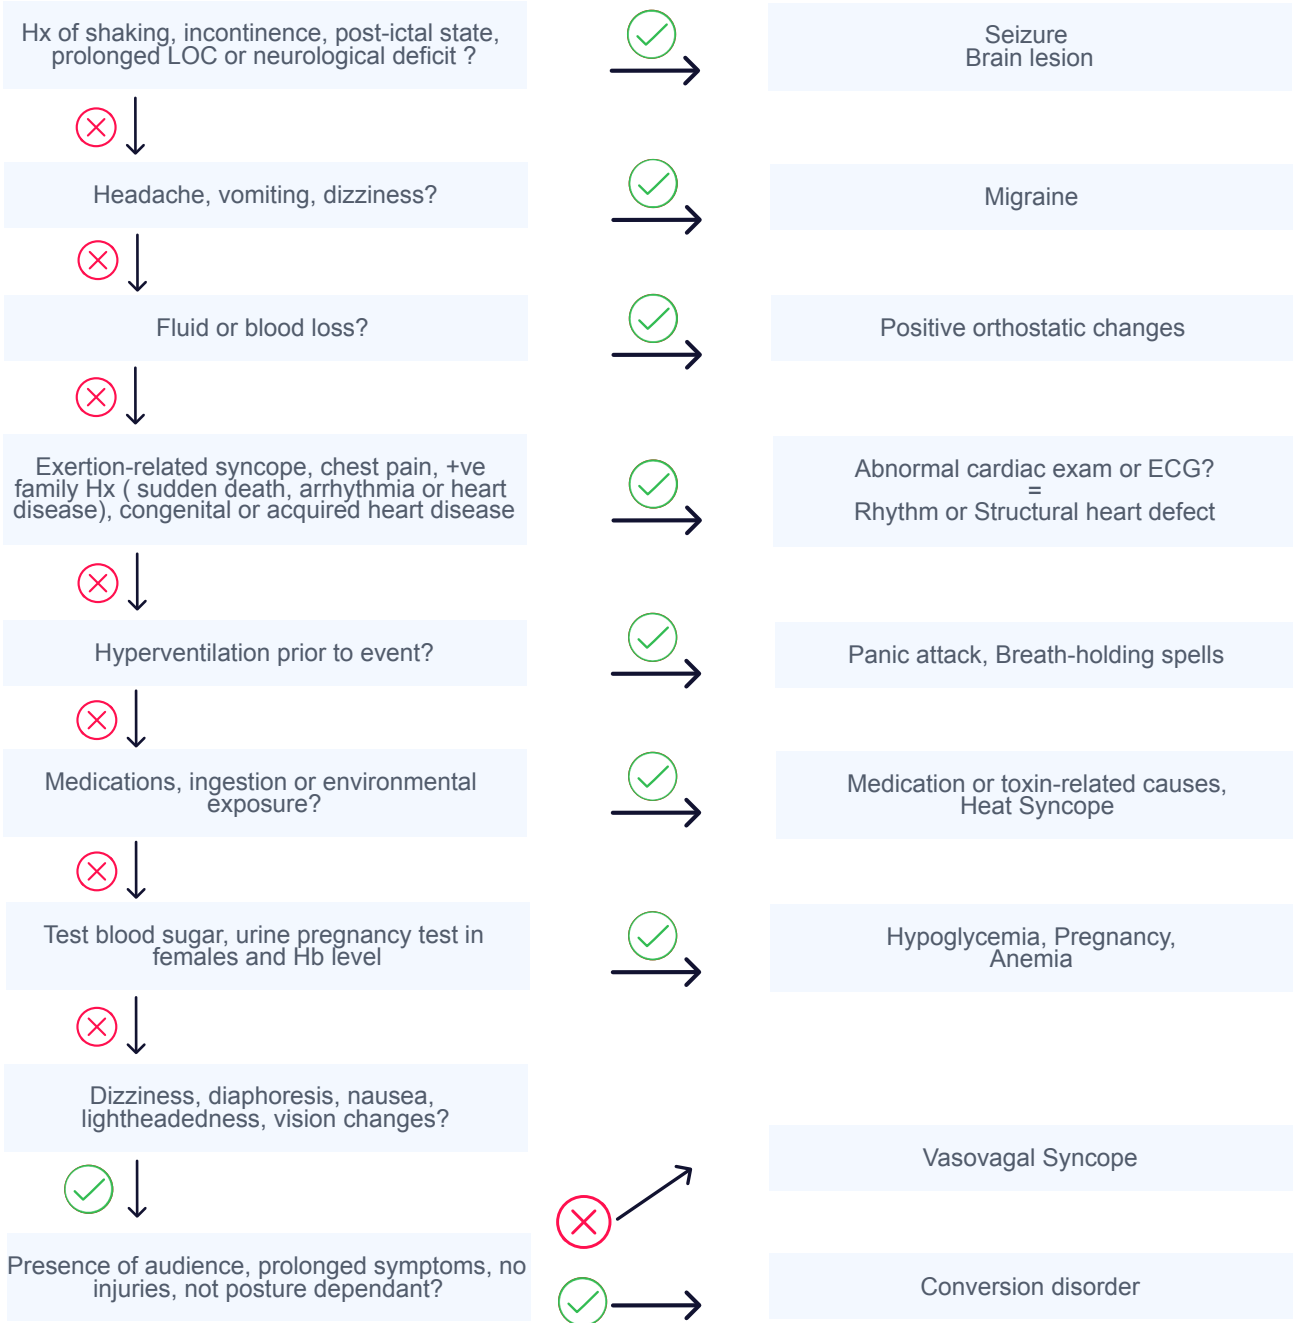 Hx of shaking, incontinence, post-ictal state,
prolonged LOC or neurological deficit ?
Seizure
Brain lesion
Headache, vomiting, dizziness?
Migraine
Fluid or blood loss?
Positive orthostatic changes
Exertion-related syncope, chest pain, +ve
family Hx ( sudden death, arrhythmia or heart
disease), congenital or acquired heart disease
Abnormal cardiac exam or ECG?
=
Rhythm or Structural heart defect
Hyperventilation prior to event?
Panic attack, Breath-holding spells
Medications, ingestion or environmental
exposure?
Medication or toxin-related causes,
Heat Syncope
Test blood sugar, urine pregnancy test in
females and Hb level
Hypoglycemia, Pregnancy,
Anemia
Dizziness, diaphoresis, nausea,
lightheadedness, vision changes?
Vasovagal Syncope
Presence of audience, prolonged symptoms, no
injuries, not posture dependant?
Conversion disorder